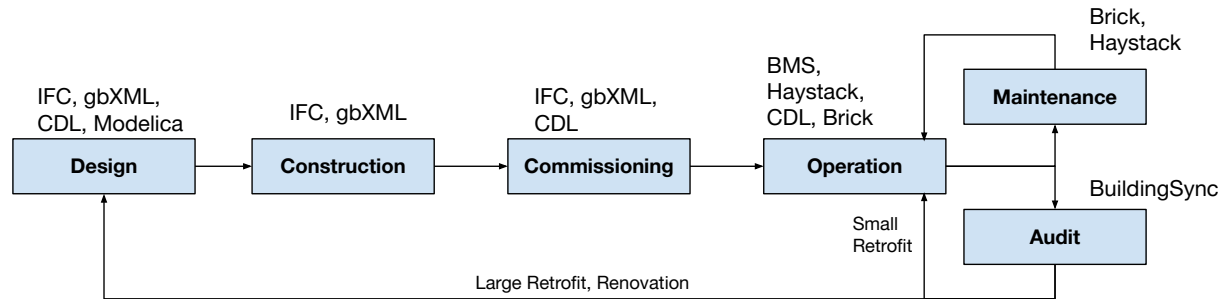 IFC, gbXML,
CDL, Modelica
Design
IFC, gbXML
Construction
IFC, gbXML,
CDL
Commissioning
BMS,
Haystack,
CDL, Brick
Operation
Brick,
Haystack
Maintenance
BuildingSync
Audit
Small
Retrofit
Large Retrofit, Renovation